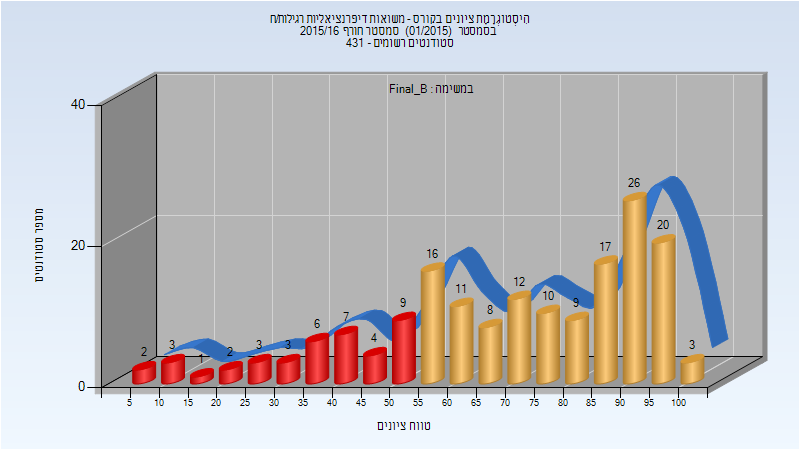 היסטוגרמת ציונים בקורס - משוואות דיפרנציאליות רגילות/ח
בסמסטר (01/2015) סמסטר חורף 2015/16
סטודנטים רשומים - 431
במשימה : Final_B
מספר סטודנטים
40
20
0
2 3 1 2 3 3 6 7 4 9 16 11 8 12 10 9 17 26 20 3
5 10 15 20 25 30 35 40 45 50 55 60 65 70 75 80 85 90 95 100
טווח ציונים